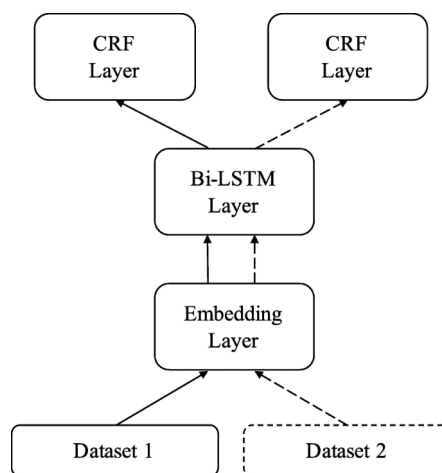 CRF
Layer
CRF
Layer
Bi-LSTM
Layer
Embedding
Layer
Dataset 1
Dataset 2